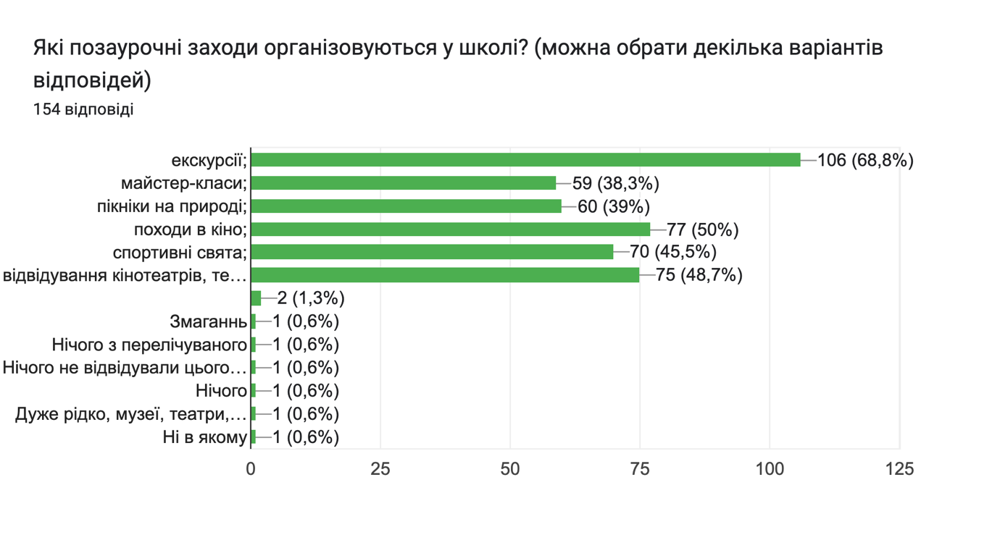 Які позаурочні заходи організовуються у школі? (можна обрати декілька варіантів
відповідей)
154 відповіді
екскурсії; 106 (68,8%)
майстер-класи; 59 (38,3%)
пікніки на природі; 60 (39%)
походи в кіно; 77 (50%)
спортивні свята; 70 (45,5%)
відвідування кінотеатрів, те… 75 (48,7%)
2 (1,3%)
Змаганнь 1 (0,6%)
Нічого з перелічуваного 1 (0,6%)
Нічого не відвідували цього… 1 (0,6%)
Нічого 1 (0,6%)
Дуже рідко, музеї, театри,… 1 (0,6%)
Ні в якому 1 (0,6%)
0 25 50 75 100 125